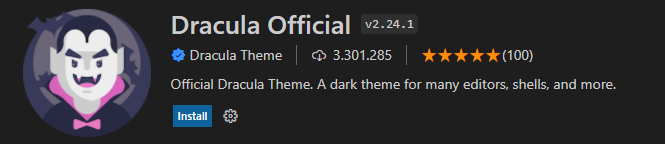 Dracula Official v2.24.1
Dracula Theme 3.301.285 (100)
Official Dracula Theme. A dark theme for many editors, shells, and more.
Install